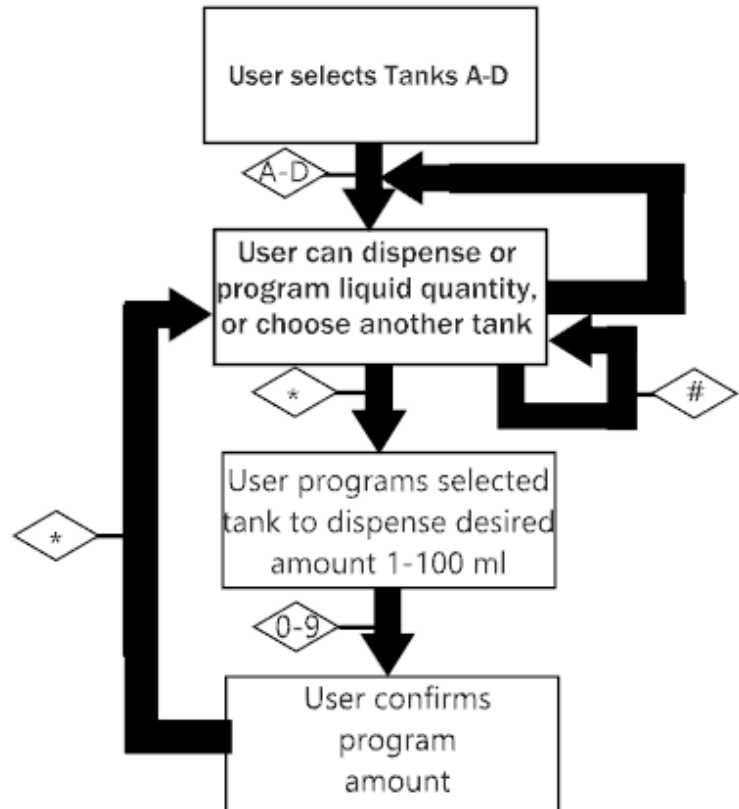 User selects Tanks A-D
A-D
User can dispense or
program liquid quantity,
or choose another tank
*
#
User programs selected
tank to dispense desired
amount 1-100 ml
*
0-9
User confirms
program
amount